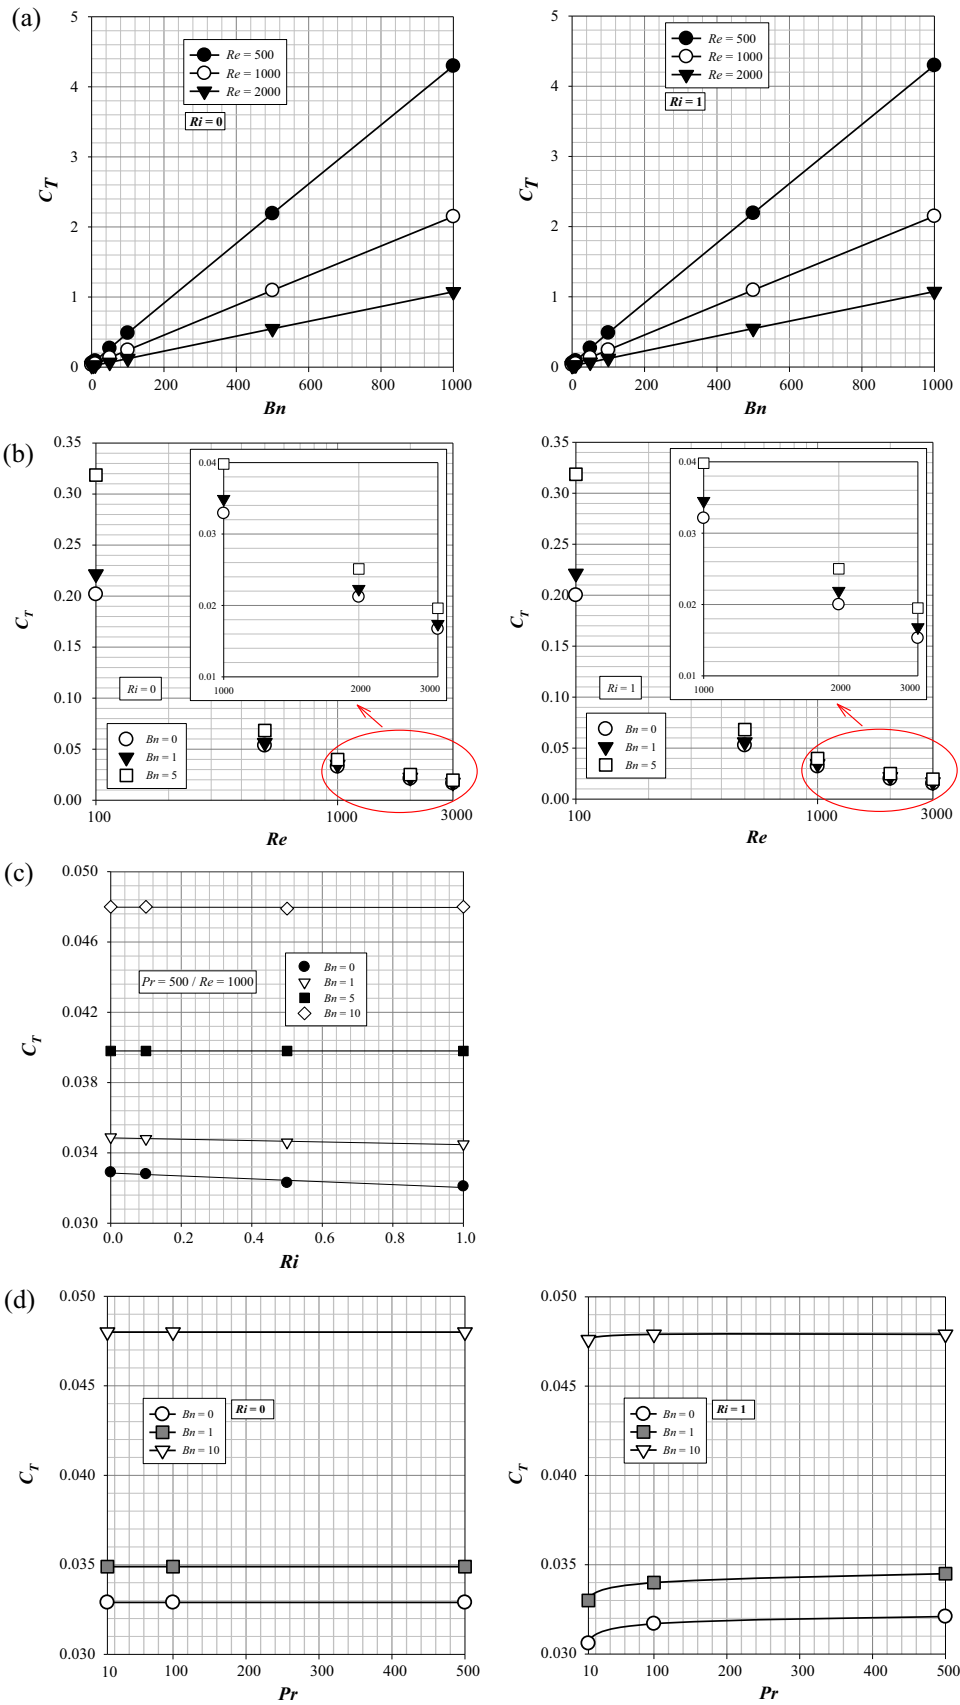 (a)
5
4
3
2
1
0
C_T
Re = 500
Re = 1000
Re = 2000
Ri = 0
0 200 400 600 800 1000
Bn
5
4
3
2
1
0
C_T
Re = 500
Re = 1000
Re = 2000
Ri = 1
0 200 400 600 800 1000
Bn
(b)
0.35
0.30
0.25
0.20
0.15
0.10
0.05
0.00
C_T
0.04
0.03
0.02
0.01
1000 2000 3000
Ri = 0
Bn = 0
Bn = 1
Bn = 5
100 1000 3000
Re
0.35
0.30
0.25
0.20
0.15
0.10
0.05
0.00
C_T
0.04
0.03
0.02
0.01
1000 2000 3000
Ri = 1
Bn = 0
Bn = 1
Bn = 5
100 1000 3000
Re
(c)
0.050
0.046
0.042
0.038
0.034
0.030
C_T
Pr = 500 / Re = 1000
Bn = 0
Bn = 1
Bn = 5
Bn = 10
0.0 0.2 0.4 0.6 0.8 1.0
Ri
(d)
0.050
0.045
0.040
0.035
0.030
C_T
Bn = 0
Bn = 1
Bn = 10
Ri = 0
10 100 200 300 400 500
Pr
0.050
0.045
0.040
0.035
0.030
C_T
Bn = 0
Bn = 1
Bn = 10
Ri = 1
10 100 200 300 400 500
Pr